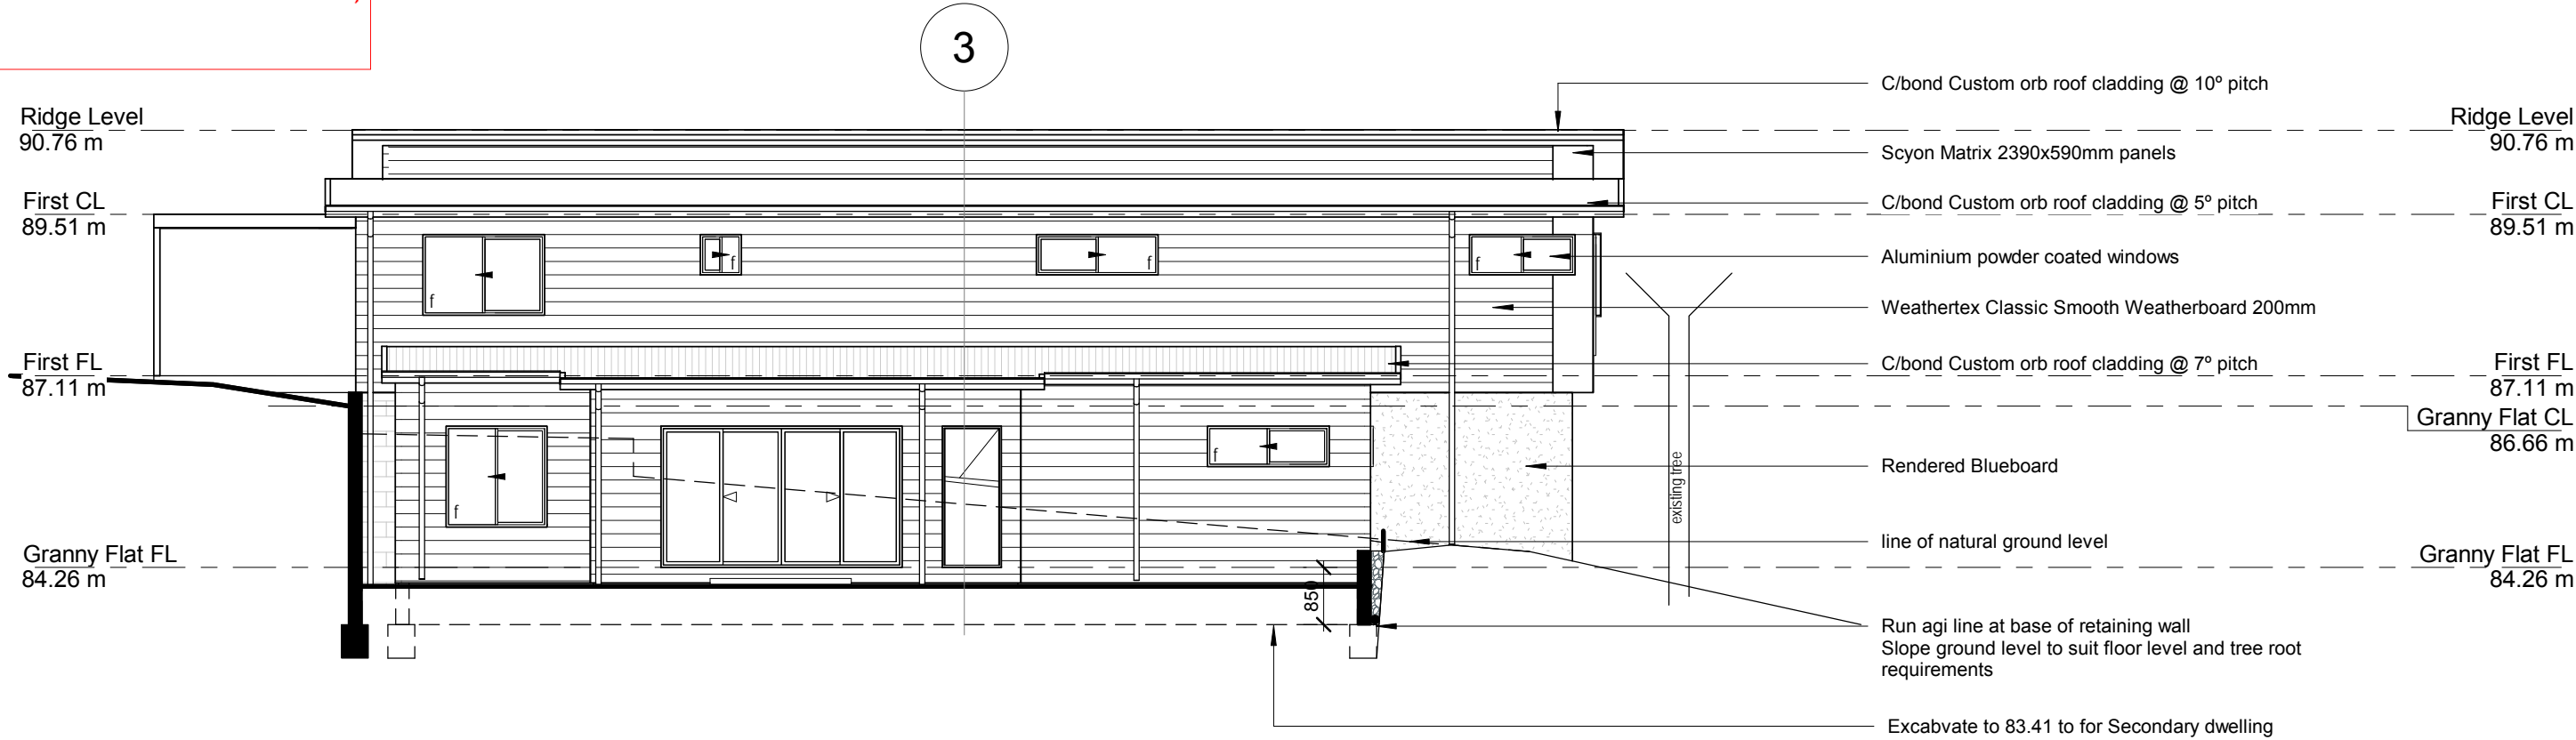 3
C/bond Custom orb roof cladding @ 10º pitch
Ridge Level
90.76 m
Ridge Level
90.76 m
Scyon Matrix 2390x590mm panels
First CL
89.51 m
C/bond Custom orb roof cladding @ 5º pitch
First CL
89.51 m
f
f
f
f
Aluminium powder coated windows
Weathertex Classic Smooth Weatherboard 200mm
First FL
87.11 m
C/bond Custom orb roof cladding @ 7º pitch
First FL
87.11 m
Granny Flat CL
86.66 m
f
f
Rendered Blueboard
existing tree
line of natural ground level
Granny Flat FL
84.26 m
Granny Flat FL
84.26 m
850
Run agi line at base of retaining wall
Slope ground level to suit floor level and tree root
requirements
Excabvate to 83.41 to for Secondary dwelling